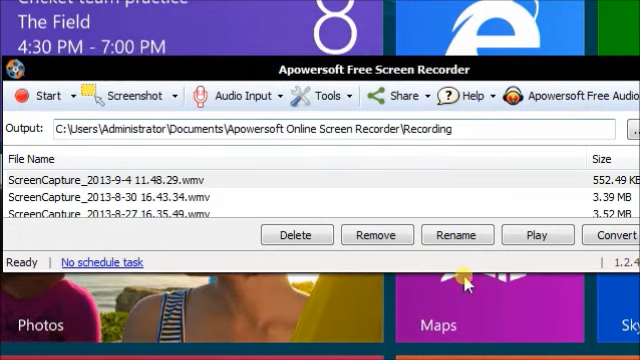 Cricket team practice
The Field
4:30 PM - 7:00 PM
8
Apowersoft Free Screen Recorder
Start Screenshot Audio Input Tools Share Help Apowersoft Free Audio
Output: C:\Users\Administrator\Documents\Apowersoft Online Screen Recorder\Recording ...
File Name Size
ScreenCapture_2013-9-4 11.48.29.wmv 552.49 KB
ScreenCapture_2013-8-30 16.43.34.wmv 3.39 MB
ScreenCapture_2013-8-27 16.35.49.wmv 3.52 MB
Delete Remove Rename Play Convert
Ready No schedule task 1.2.4
Photos Maps Sky